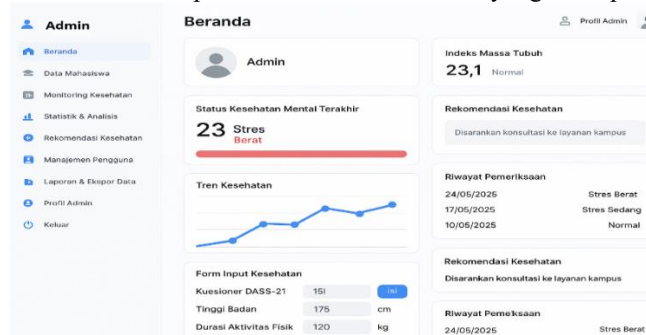 Admin
Beranda
Data Mahasiswa
Monitoring Kesehatan
Statistik & Analisis
Rekomendasi Kesehatan
Manajemen Pengguna
Laporan & Ekspor Data
Profil Admin
Keluar
Beranda
Profil Admin
Admin
Status Kesehatan Mental Terakhir
23 Stres
Berat
Tren Kesehatan
Form Input Kesehatan
Kuesioner DASS-21 15l isi
Tinggi Badan 175 cm
Durasi Aktivitas Fisik 120 kg
Indeks Massa Tubuh
23,1 Normal
Rekomendasi Kesehatan
Disarankan konsultasi ke layanan kampus
Riwayat Pemeriksaan
24/05/2025 Stres Berat
17/05/2025 Stres Sedang
10/05/2025 Normal
Rekomendasi Kesehatan
Disarankan konsultasi ke layanan kampus
Riwayat Pemeksaan
24/05/2025 Stres Berat